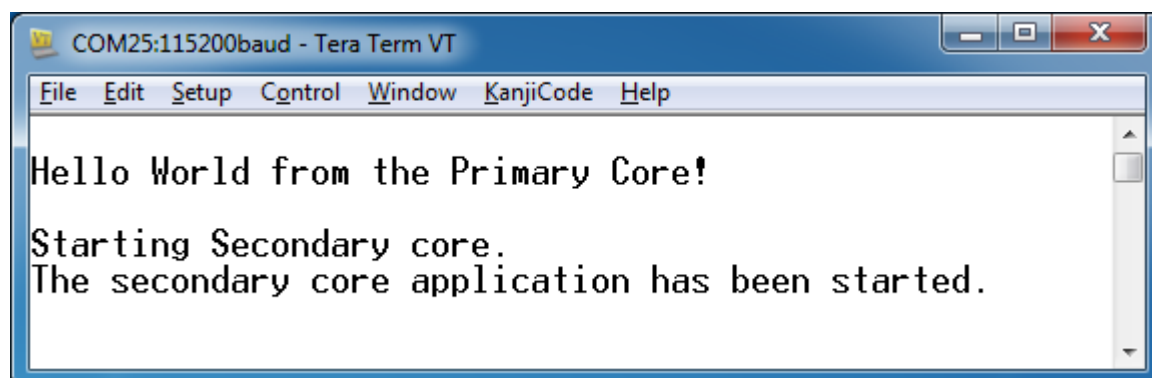 COM25:115200baud - Tera Term VT
File Edit Setup Control Window KanjiCode Help
Hello World from the Primary Core!
Starting Secondary core.
The secondary core application has been started.